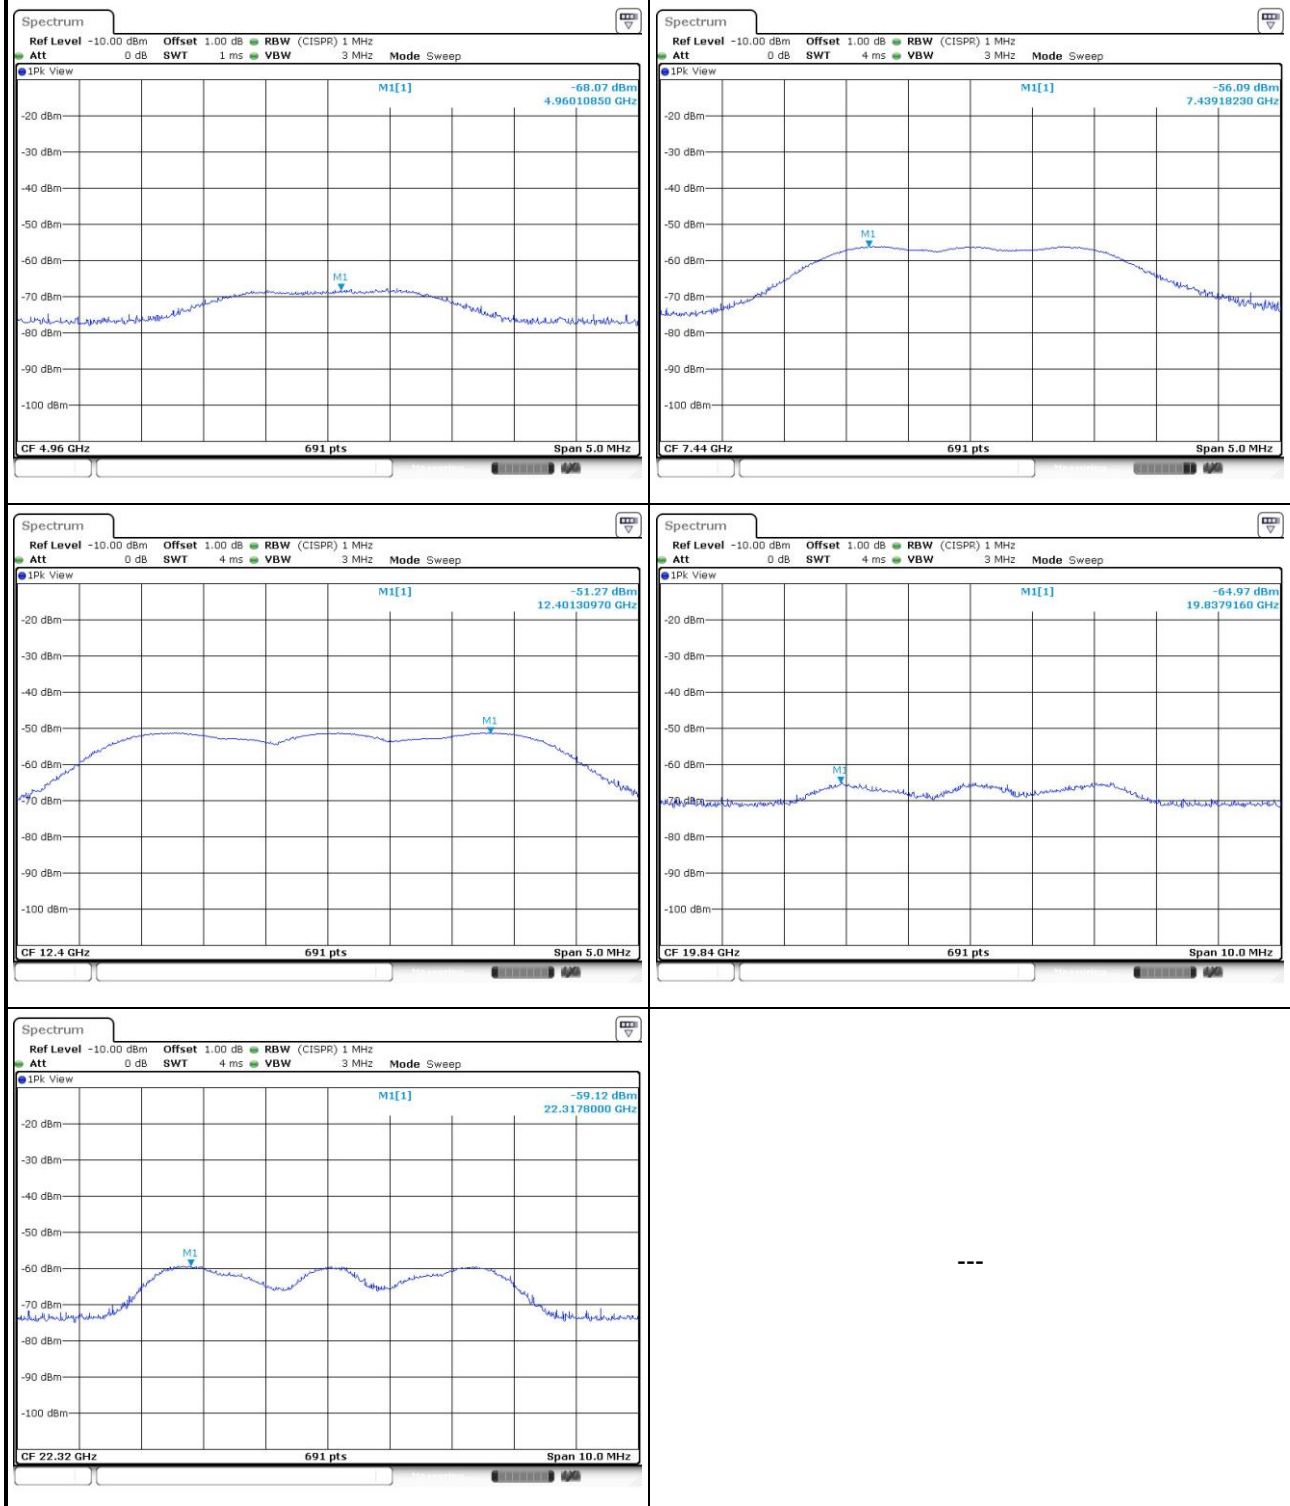 Spectrum
Ref Level -10.00 dBm Offset 1.00 dB RBW (CISPR) 1 MHz
Att 0 dB SWT 1 ms VBW 3 MHz Mode Sweep
1Pk View
M1[1] -68.07 dBm
4.96010850 GHz
-20 dBm
-30 dBm
-40 dBm
-50 dBm
-60 dBm
M1
-70 dBm
-80 dBm
-90 dBm
-100 dBm
CF 4.96 GHz 691 pts Span 5.0 MHz
Spectrum
Ref Level -10.00 dBm Offset 1.00 dB RBW (CISPR) 1 MHz
Att 0 dB SWT 4 ms VBW 3 MHz Mode Sweep
1Pk View
M1[1] -56.09 dBm
7.43918230 GHz
-20 dBm
-30 dBm
-40 dBm
-50 dBm
M1
-60 dBm
-70 dBm
-80 dBm
-90 dBm
-100 dBm
CF 7.44 GHz 691 pts Span 5.0 MHz
Spectrum
Ref Level -10.00 dBm Offset 1.00 dB RBW (CISPR) 1 MHz
Att 0 dB SWT 4 ms VBW 3 MHz Mode Sweep
1Pk View
M1[1] -51.27 dBm
12.40130970 GHz
-20 dBm
-30 dBm
-40 dBm
M1
-50 dBm
-60 dBm
-70 dBm
-80 dBm
-90 dBm
-100 dBm
CF 12.4 GHz 691 pts Span 5.0 MHz
Spectrum
Ref Level -10.00 dBm Offset 1.00 dB RBW (CISPR) 1 MHz
Att 0 dB SWT 4 ms VBW 3 MHz Mode Sweep
1Pk View
M1[1] -64.97 dBm
19.8379160 GHz
-20 dBm
-30 dBm
-40 dBm
-50 dBm
-60 dBm
M1
-70 dBm
-80 dBm
-90 dBm
-100 dBm
CF 19.84 GHz 691 pts Span 10.0 MHz
Spectrum
Ref Level -10.00 dBm Offset 1.00 dB RBW (CISPR) 1 MHz
Att 0 dB SWT 4 ms VBW 3 MHz Mode Sweep
1Pk View
M1[1] -59.12 dBm
22.3178000 GHz
-20 dBm
-30 dBm
-40 dBm
-50 dBm
M1
-60 dBm
-70 dBm
-80 dBm
-90 dBm
-100 dBm
CF 22.32 GHz 691 pts Span 10.0 MHz
---